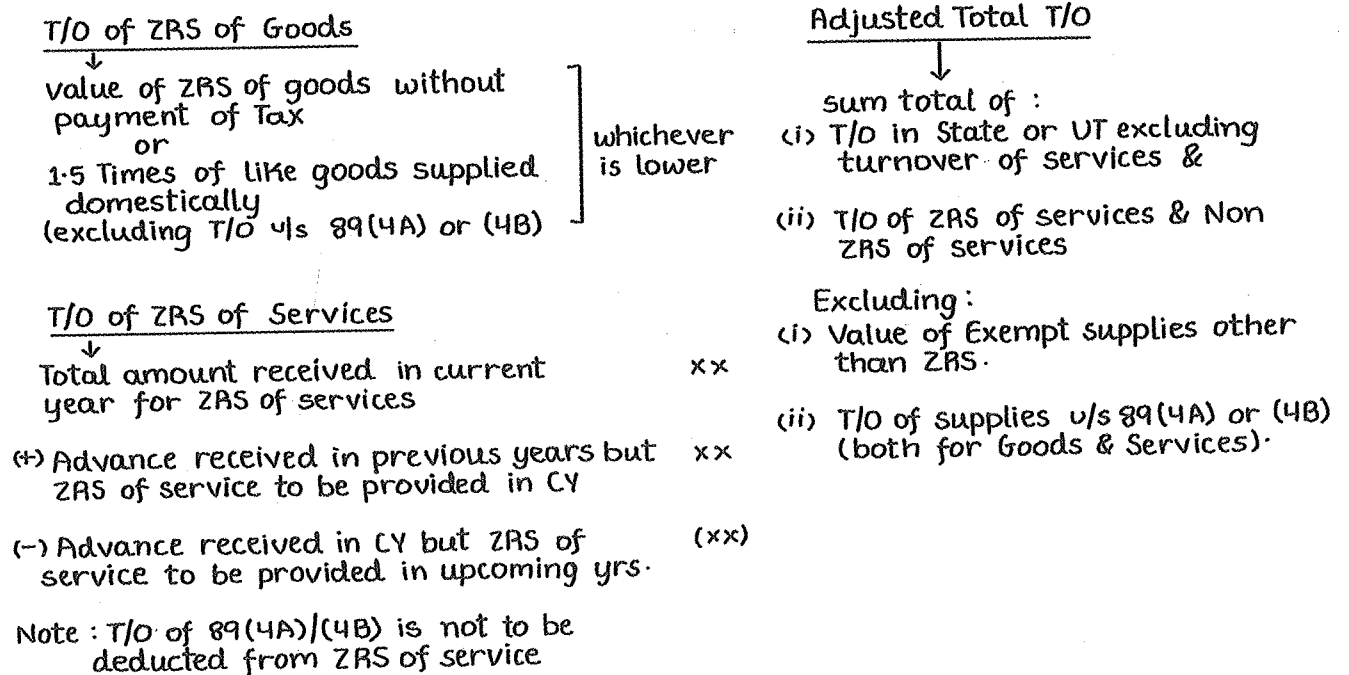 T/O of ZRS of Goods
↓
value of ZRS of goods without
payment of Tax
or
1.5 Times of like goods supplied
domestically
(excluding T/O u/s 89(4A) or (4B)
whichever
is lower
T/O of ZRS of Services
↓
Total amount received in current xx
year for ZRS of services
(+) Advance received in previous years but xx
ZRS of service to be provided in CY
(-) Advance received in CY but ZRS of (xx)
service to be provided in upcoming yrs.
Note : T/O of 89(4A)/(4B) is not to be
deducted from ZRS of service
Adjusted Total T/O
↓
sum total of :
(i) T/O in State or UT excluding
turnover of services &
(ii) T/O of ZRS of services & Non
ZRS of services
Excluding :
(i) Value of Exempt supplies other
than ZRS.
(ii) T/O of supplies u/s 89(4A) or (4B)
(both for Goods & Services).